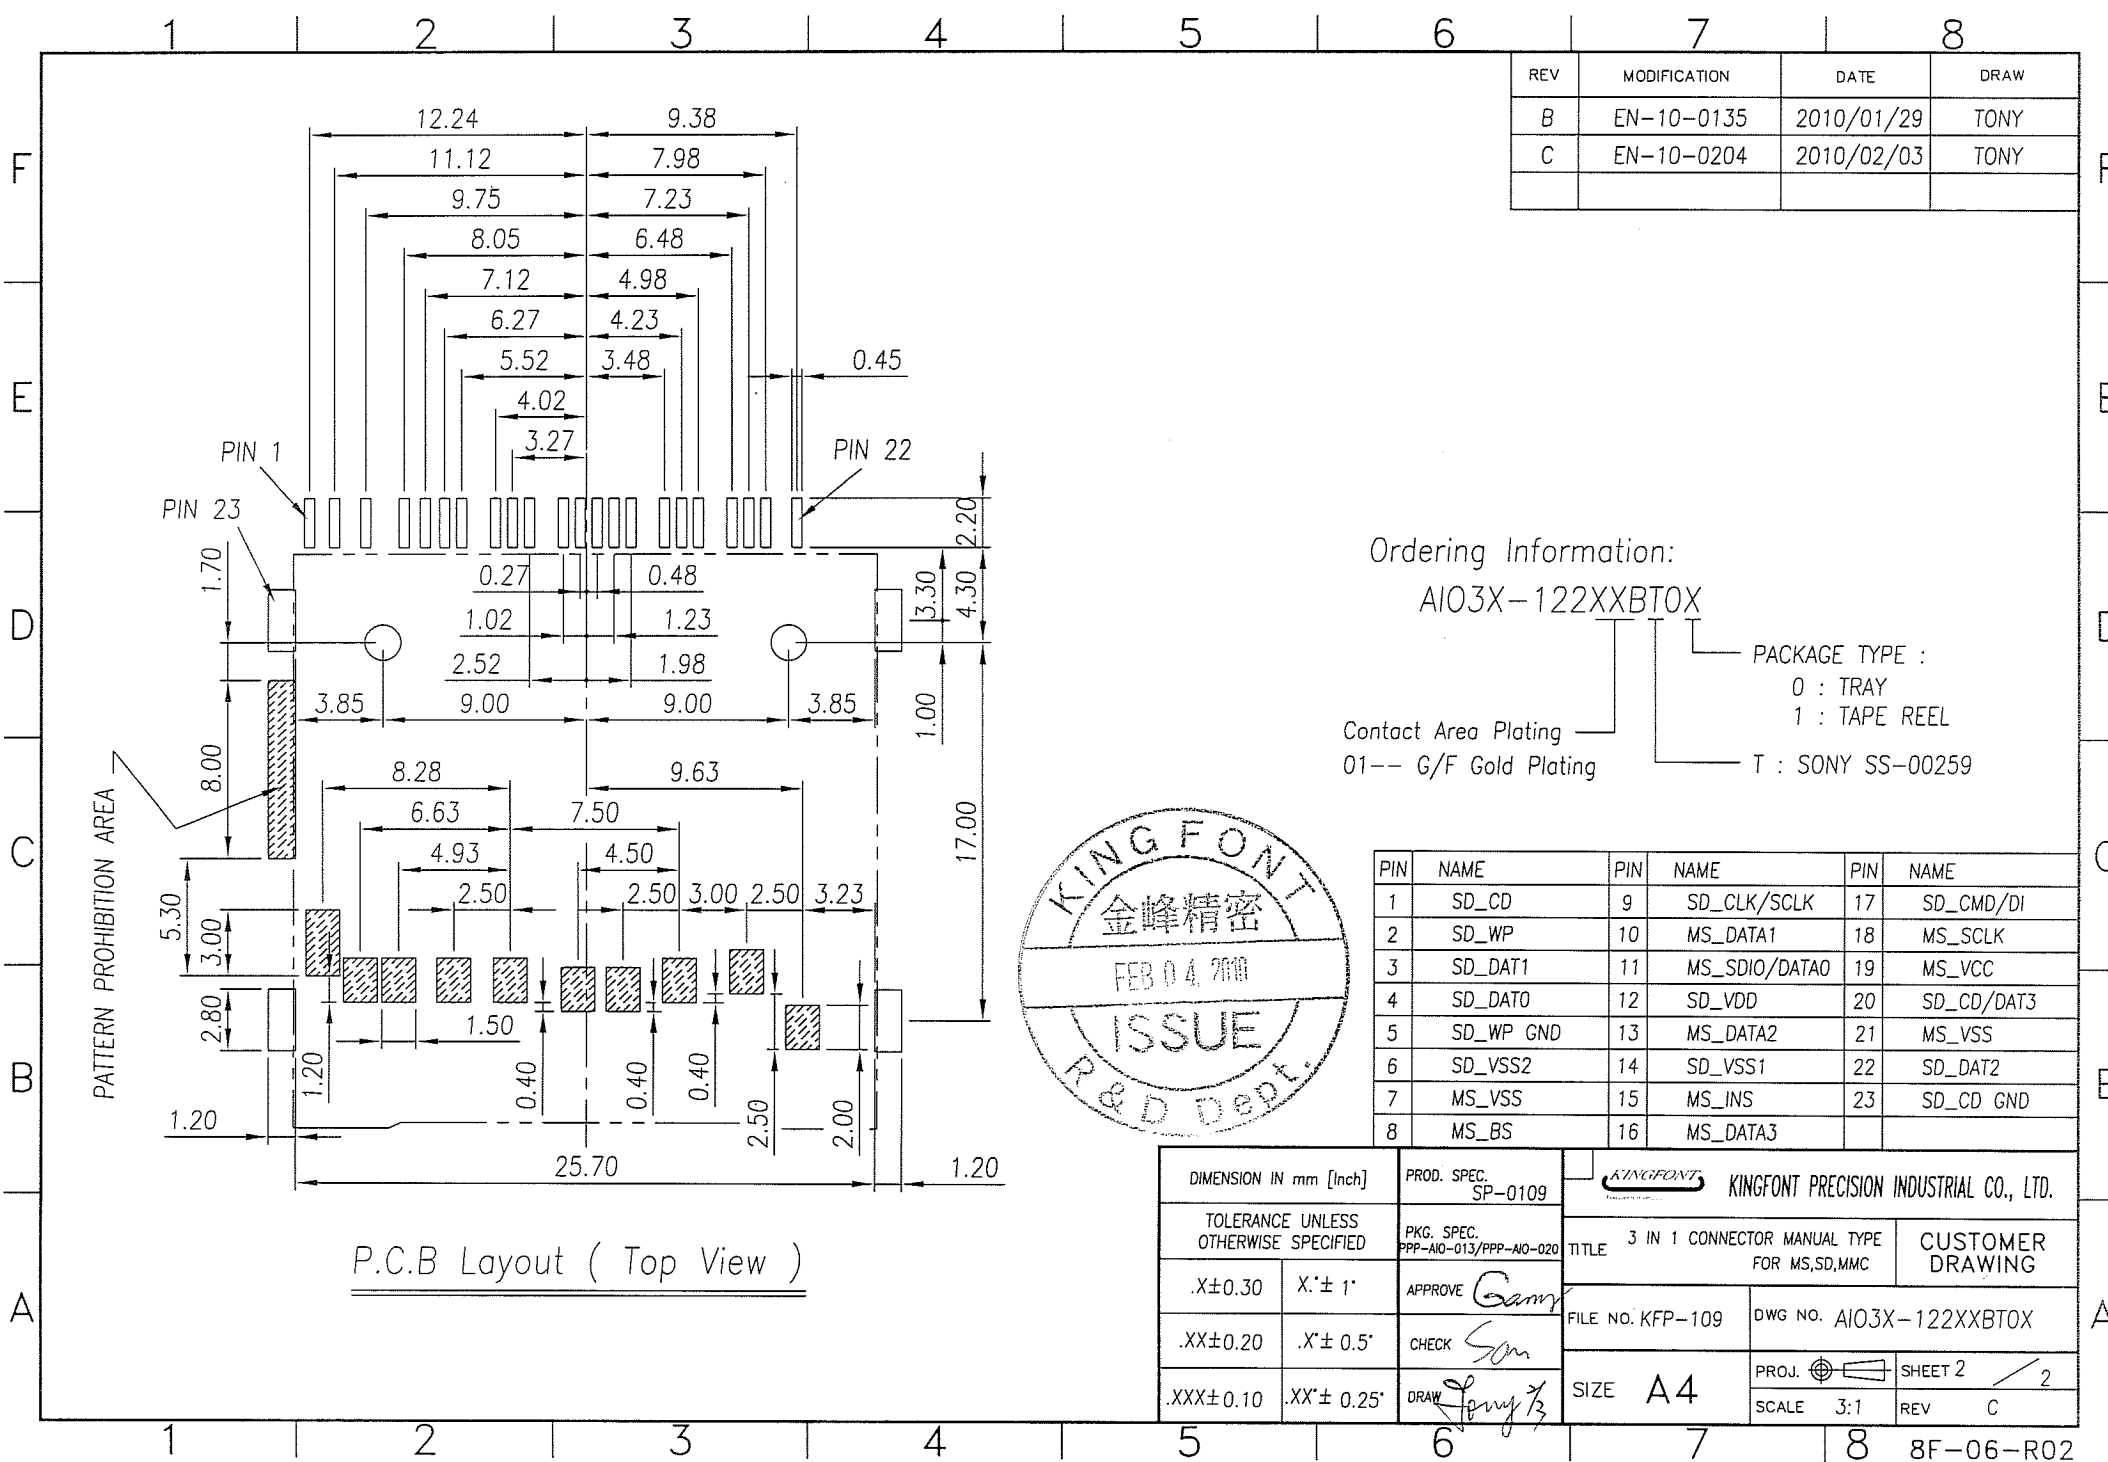 1 2 3 4 5 6 7 8
F
E
D
C
B
A
REV MODIFICATION DATE DRAW
B EN-10-0135 2010/01/29 TONY
C EN-10-0204 2010/02/03 TONY
12.24 9.38
11.12 7.98
9.75 7.23
8.05 6.48
7.12 4.98
6.27 4.23
5.52 3.48 0.45
4.02
3.27
PIN 1 PIN 22
PIN 23
2.20
1.70
0.27 0.48
3.30 4.30
1.02 1.23
2.52 1.98
3.85 9.00 9.00 3.85
1.00
8.00
8.28 9.63
6.63 7.50
4.93 4.50
17.00
2.50 2.50 3.00 2.50 3.23
PATTERN PROHIBITION AREA
5.30
3.00
2.80
1.50
1.20
0.40
0.40
0.40
2.50
2.00
1.20
25.70 1.20
P.C.B Layout ( Top View )
Ordering Information:
AIO3X-122XXBT0X
PACKAGE TYPE :
0 : TRAY
1 : TAPE REEL
Contact Area Plating
01-- G/F Gold Plating
T : SONY SS-00259
KING FONT
金峰精密
FEB 04, 2010
ISSUE
R & D Dept.
PIN NAME PIN NAME PIN NAME
1 SD_CD 9 SD_CLK/SCLK 17 SD_CMD/DI
2 SD_WP 10 MS_DATA1 18 MS_SCLK
3 SD_DAT1 11 MS_SDIO/DATA0 19 MS_VCC
4 SD_DAT0 12 SD_VDD 20 SD_CD/DAT3
5 SD_WP GND 13 MS_DATA2 21 MS_VSS
6 SD_VSS2 14 SD_VSS1 22 SD_DAT2
7 MS_VSS 15 MS_INS 23 SD_CD GND
8 MS_BS 16 MS_DATA3
DIMENSION IN mm [Inch]
TOLERANCE UNLESS
OTHERWISE SPECIFIED
.X±0.30 X.°± 1°
.XX±0.20 .X°± 0.5°
.XXX±0.10 .XX°± 0.25°
PROD. SPEC.
SP-0109
PKG. SPEC.
PPP-AIO-013/PPP-AIO-020
APPROVE
CHECK Sam
DRAW Tony
KINGFONT KINGFONT PRECISION INDUSTRIAL CO., LTD.
TITLE 3 IN 1 CONNECTOR MANUAL TYPE
FOR MS,SD,MMC
CUSTOMER
DRAWING
FILE NO. KFP-109 DWG NO. AIO3X-122XXBT0X
SIZE A4
PROJ. SHEET 2 / 2
SCALE 3:1 REV C
1 2 3 4 5 6 7 8
8F-06-R02